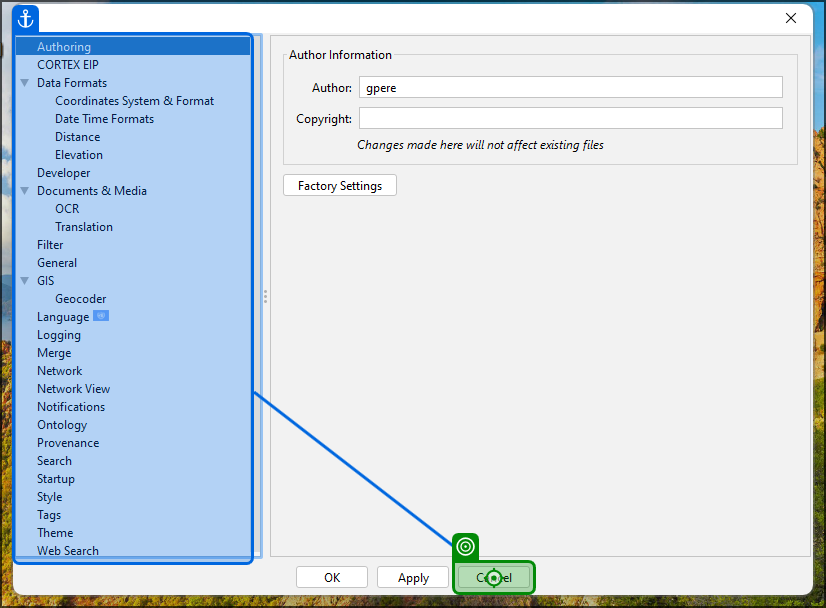 Authoring
CORTEX EIP
Data Formats
Coordinates System & Format
Date Time Formats
Distance
Elevation
Developer
Documents & Media
OCR
Translation
Filter
General
GIS
Geocoder
Language
Logging
Merge
Network
Network View
Notifications
Ontology
Provenance
Search
Startup
Style
Tags
Theme
Web Search
Author Information
Author: gpere
Copyright:
Changes made here will not affect existing files
Factory Settings
OK Apply